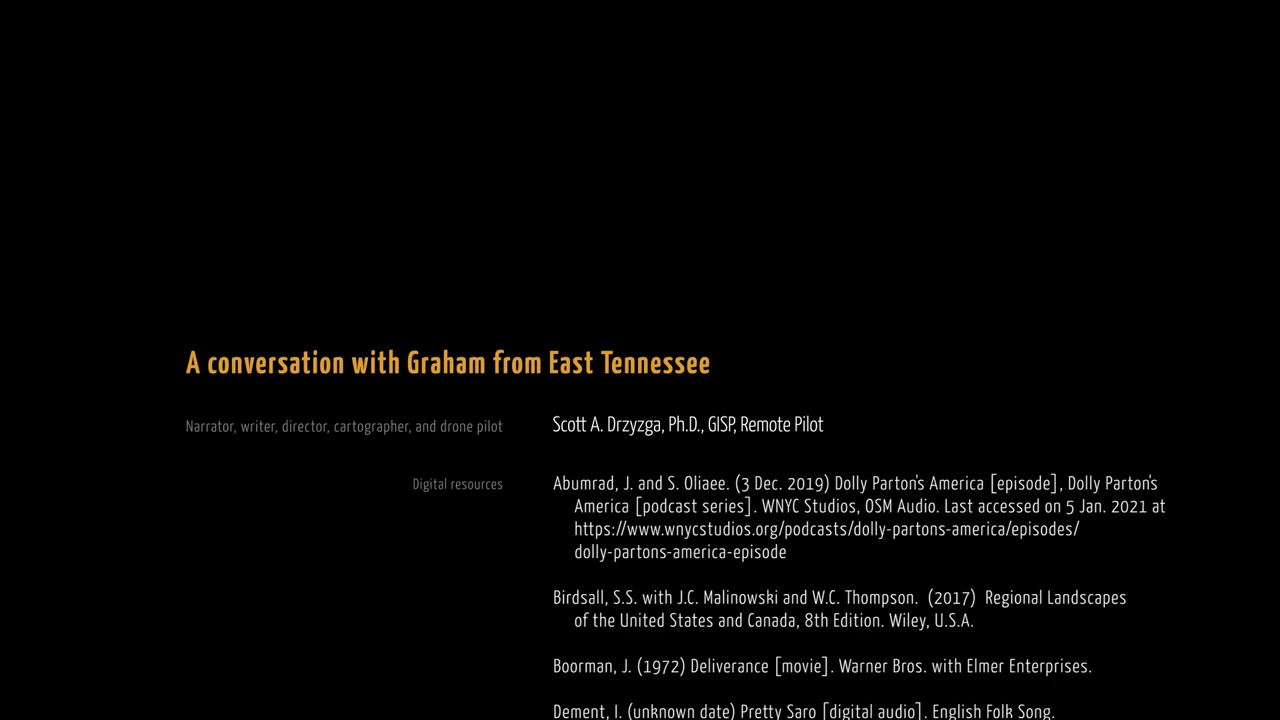 A conversation with Graham from East Tennessee
Narrator, writer, director, cartographer, and drone pilot
Scott A. Drzyzga, Ph.D., GISP, Remote Pilot
Digital resources
Abumrad, J. and S. Oliaee. (3 Dec. 2019) Dolly Parton's America [episode], Dolly Parton's
America [podcast series]. WNYC Studios, OSM Audio. Last accessed on 5 Jan. 2021 at
https://www.wnycstudios.org/podcasts/dolly-partons-america/episodes/
dolly-partons-america-episode
Birdsall, S.S. with J.C. Malinowski and W.C. Thompson. (2017) Regional Landscapes
of the United States and Canada, 8th Edition. Wiley, U.S.A.
Boorman, J. (1972) Deliverance [movie]. Warner Bros. with Elmer Enterprises.
Dement, I. (unknown date) Pretty Saro [digital audio]. English Folk Song.